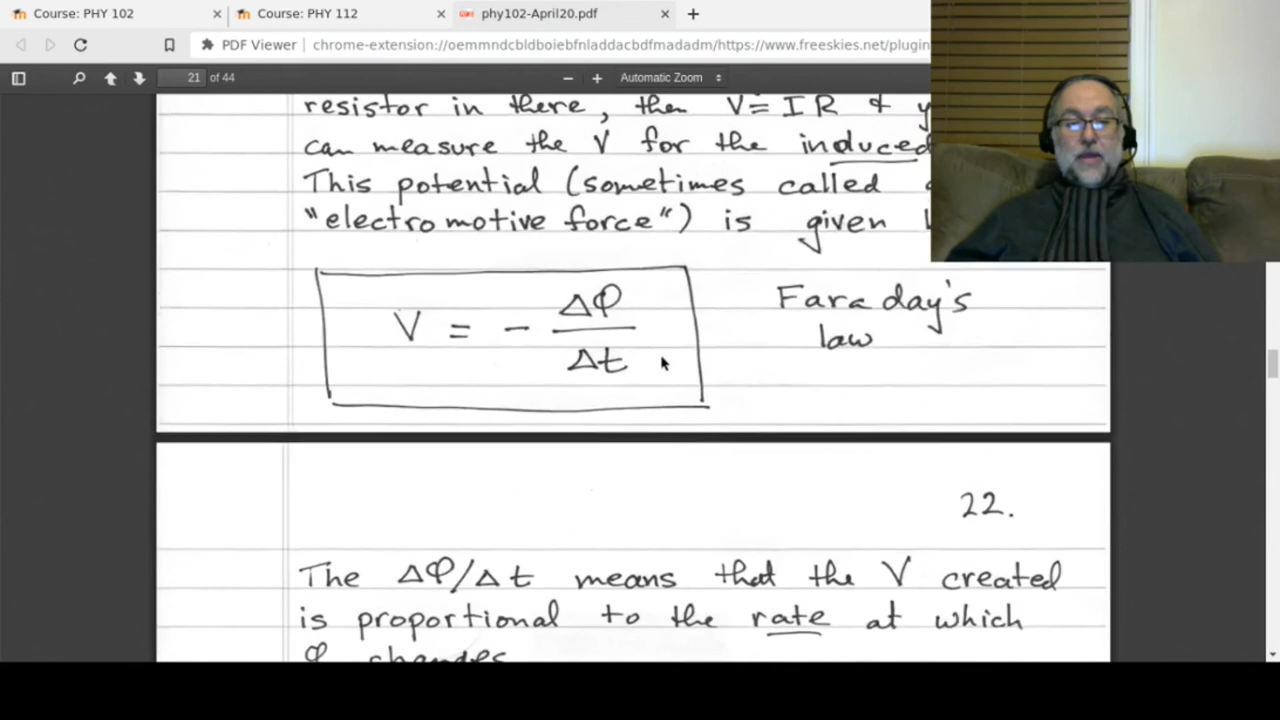 Course: PHY 102
Course: PHY 112
phy102-April20.pdf
PDF Viewer
chrome-extension://oemmndcbldboiebfnladdacbdfmadadm/https://www.freeskies.net/plugin
21 of 44
Automatic Zoom
resistor in there, then V = IR &
can measure the V for the induced
This potential (sometimes called
"electromotive force") is given
V = - ΔΦ/Δt
Faraday's
law
22.
The ΔΦ/Δt means that the V created
is proportional to the rate at which
Φ changes